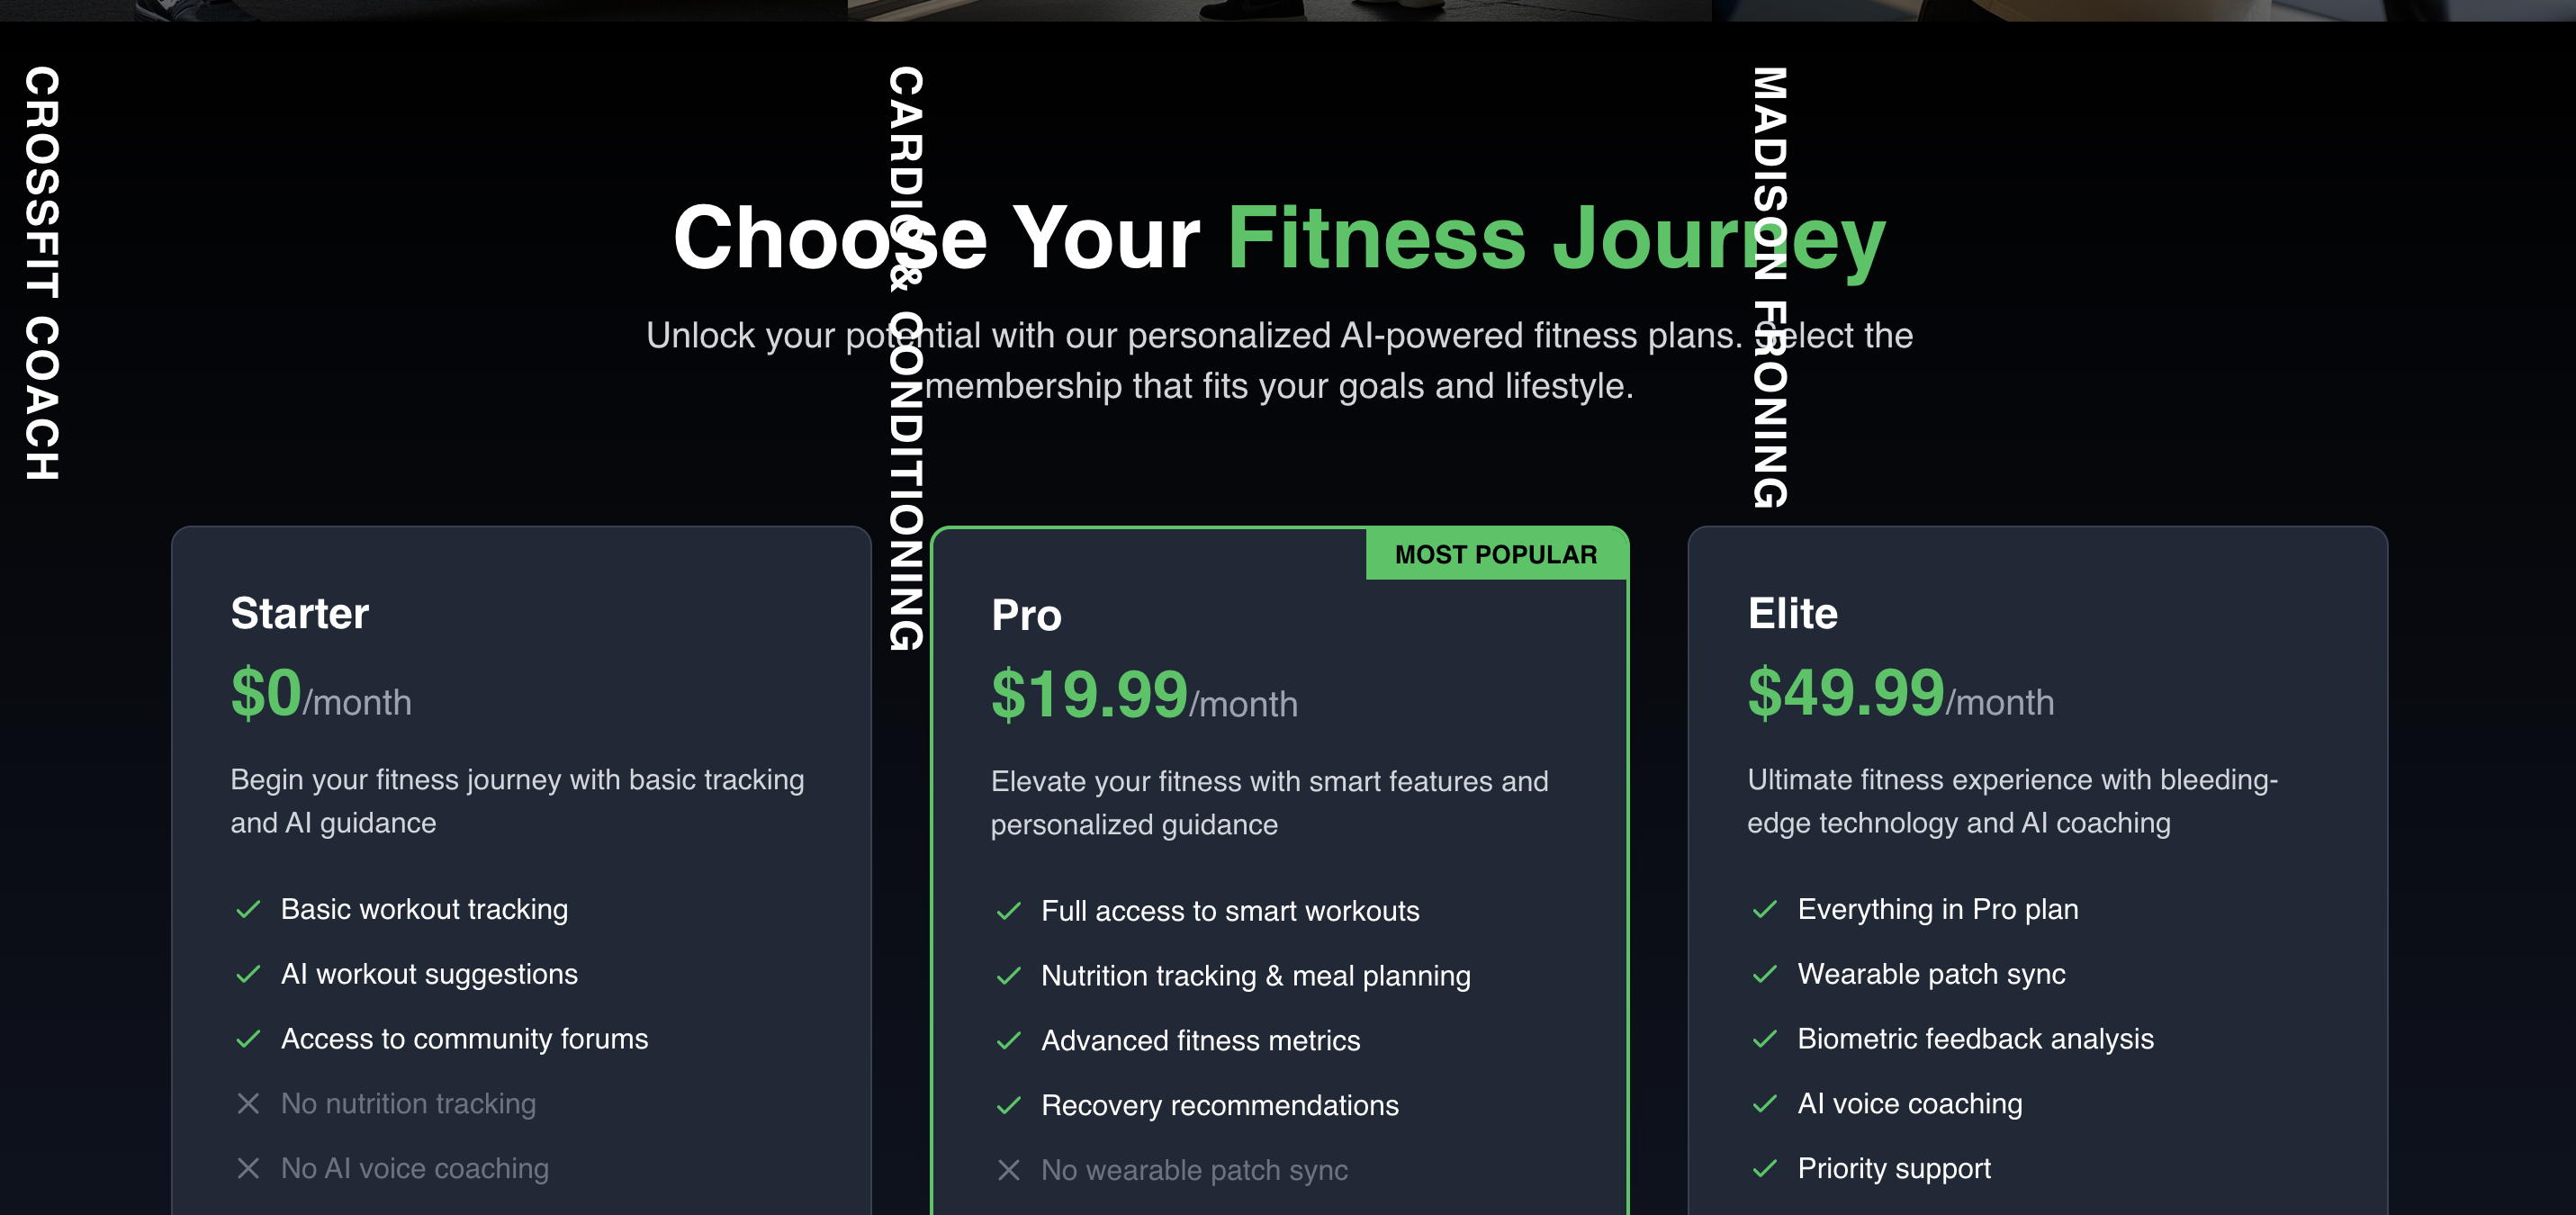 CROSSFIT COACH
CARDIO & CONDITIONING
MADISON FRONING
Choose Your Fitness Journey
Unlock your potential with our personalized AI-powered fitness plans. Select the
membership that fits your goals and lifestyle.
Starter
$0/month
Begin your fitness journey with basic tracking
and AI guidance
Basic workout tracking
AI workout suggestions
Access to community forums
No nutrition tracking
No AI voice coaching
MOST POPULAR
Pro
$19.99/month
Elevate your fitness with smart features and
personalized guidance
Full access to smart workouts
Nutrition tracking & meal planning
Advanced fitness metrics
Recovery recommendations
No wearable patch sync
Elite
$49.99/month
Ultimate fitness experience with bleeding-
edge technology and AI coaching
Everything in Pro plan
Wearable patch sync
Biometric feedback analysis
AI voice coaching
Priority support